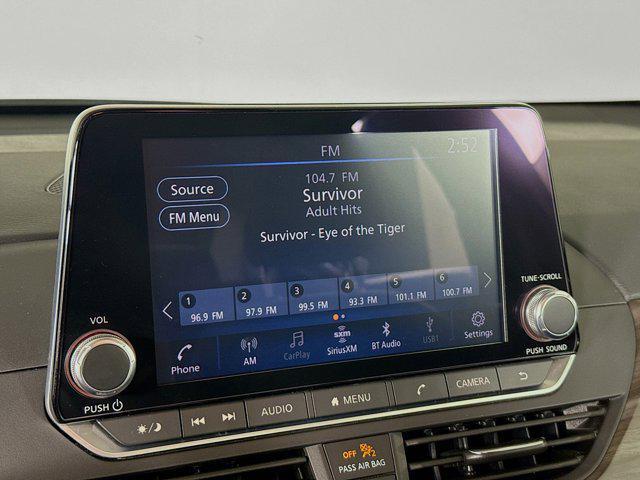 FM
2:52
Source
104.7 FM
Survivor
Adult Hits
FM Menu
Survivor - Eye of the Tiger
1 96.9 FM
2 97.9 FM
3 99.5 FM
4 93.3 FM
5 101.1 FM
6 100.7 FM
Phone
AM
CarPlay
sxm
SiriusXM
BT Audio
USB1
Settings
VOL
PUSH
TUNE-SCROLL
PUSH SOUND
AUDIO
MENU
CAMERA
OFF 2
PASS AIR BAG